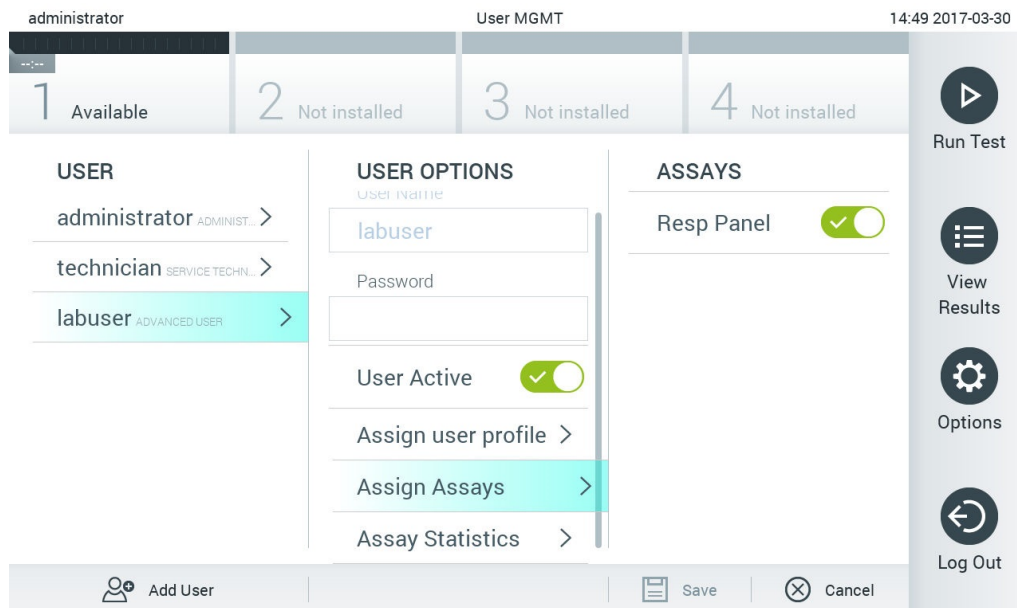 administrator User MGMT 14:49 2017-03-30
--:--
1 Available 2 Not installed 3 Not installed 4 Not installed
Run Test
USER
administrator ADMINIST... >
technician SERVICE TECHN... >
labuser ADVANCED USER >
USER OPTIONS
User Name
labuser
Password
User Active
Assign user profile >
Assign Assays >
Assay Statistics >
ASSAYS
Resp Panel
View
Results
Options
Log Out
Add User
Save
Cancel